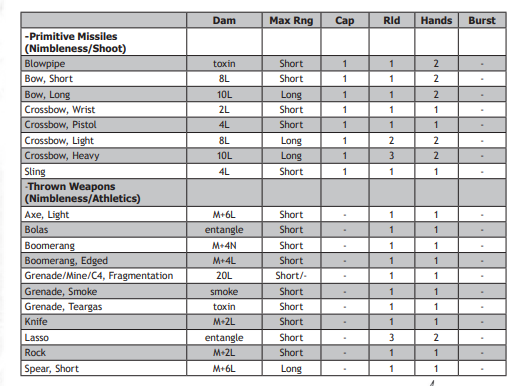 Dam Max Rng Cap Rld Hands Burst
-Primitive Missiles
(Nimbleness/Shoot)
Blowpipe toxin Short 1 1 2 -
Bow, Short 8L Short 1 1 2 -
Bow, Long 10L Long 1 1 2 -
Crossbow, Wrist 2L Short 1 1 1 -
Crossbow, Pistol 4L Short 1 1 1 -
Crossbow, Light 8L Long 1 2 2 -
Crossbow, Heavy 10L Long 1 3 2 -
Sling 4L Short 1 1 1 -
-Thrown Weapons
(Nimbleness/Athletics)
Axe, Light M+6L Short - 1 1 -
Bolas entangle Short - 1 1 -
Boomerang M+4N Short - 1 1 -
Boomerang, Edged M+4L Short - 1 1 -
Grenade/Mine/C4, Fragmentation 20L Short/- - 1 1 -
Grenade, Smoke smoke Short - 1 1 -
Grenade, Teargas toxin Short - 1 1 -
Knife M+2L Short - 1 1 -
Lasso entangle Short - 3 2 -
Rock M+2L Short - 1 1 -
Spear, Short M+6L Long - 1 1 -